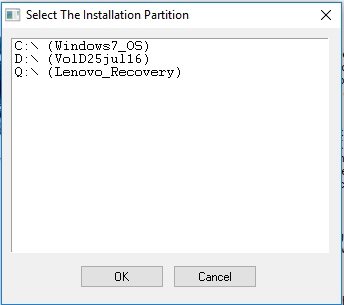 Select The Installation Partition
C:\ (Windows7_OS)
D:\ (VolD25jul16)
Q:\ (Lenovo_Recovery)
OK
Cancel